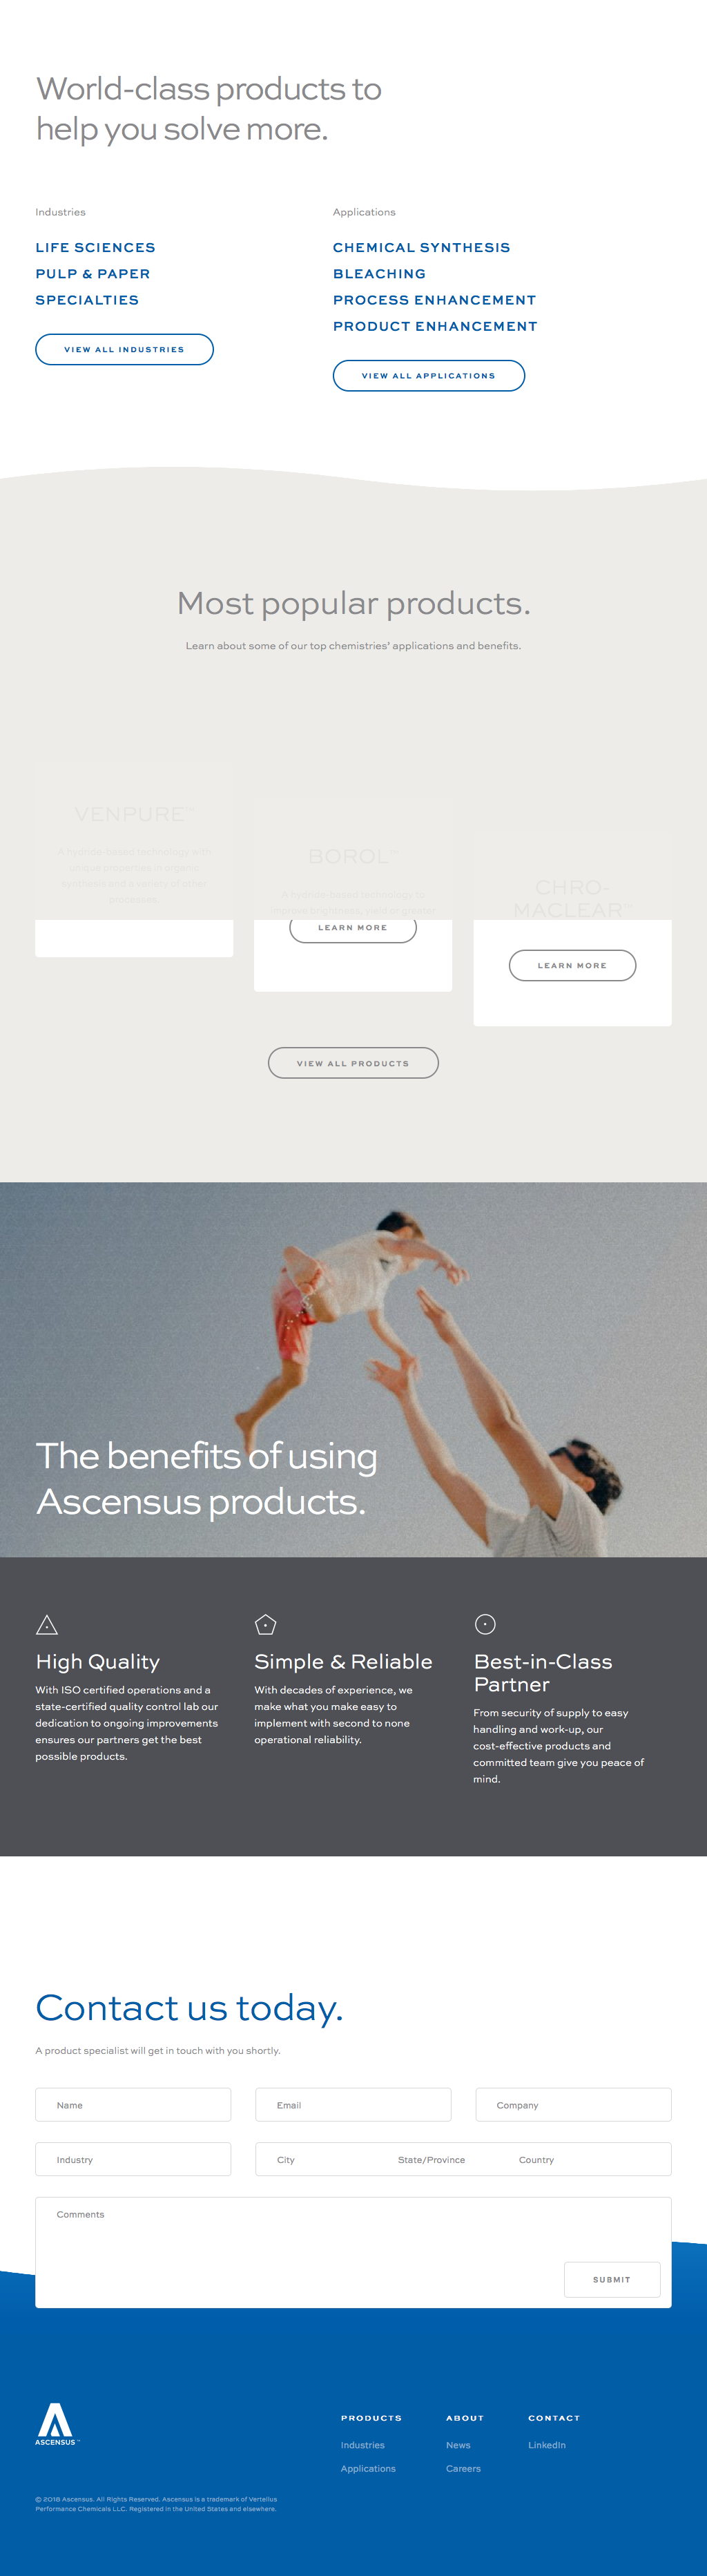 World-class products to
help you solve more.
Industries
LIFE SCIENCES
PULP & PAPER
SPECIALTIES
VIEW ALL INDUSTRIES
Applications
CHEMICAL SYNTHESIS
BLEACHING
PROCESS ENHANCEMENT
PRODUCT ENHANCEMENT
VIEW ALL APPLICATIONS
Most popular products.
Learn about some of our top chemistries' applications and benefits.
VENPURE™
A hydride-based technology with
unique properties in organic
synthesis and a variety of other
processes.
BOROL™
A hydride-based technology to
improve brightness, yield or greater
LEARN MORE
CHRO-
MACLEAR™
LEARN MORE
VIEW ALL PRODUCTS
The benefits of using
Ascensus products.
High Quality
With ISO certified operations and a
state-certified quality control lab our
dedication to ongoing improvements
ensures our partners get the best
possible products.
Simple & Reliable
With decades of experience, we
make what you make easy to
implement with second to none
operational reliability.
Best-in-Class
Partner
From security of supply to easy
handling and work-up, our
cost-effective products and
committed team give you peace of
mind.
Contact us today.
A product specialist will get in touch with you shortly.
Name
Email
Company
Industry
City
State/Province
Country
Comments
SUBMIT
ASCENSUS™
PRODUCTS
Industries
Applications
ABOUT
News
Careers
CONTACT
LinkedIn
© 2018 Ascensus. All Rights Reserved. Ascensus is a trademark of Vertellus
Performance Chemicals LLC. Registered in the United States and elsewhere.